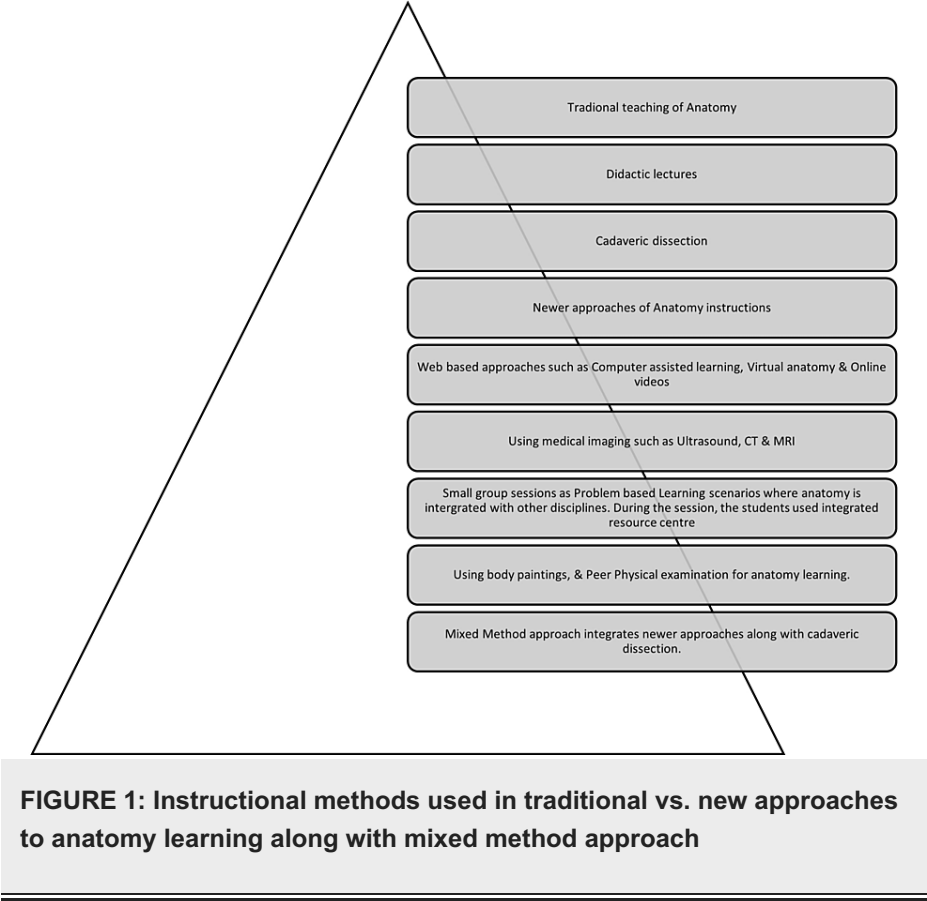 Tradional teaching of Anatomy
Didactic lectures
Cadaveric dissection
Newer approaches of Anatomy instructions
Web based approaches such as Computer assisted learning, Virtual anatomy & Online
videos
Using medical imaging such as Ultrasound, CT & MRI
Small group sessions as Problem based Learning scenarios where anatomy is
intergrated with other disciplines. During the session, the students used integrated
resource centre
Using body paintings, & Peer Physical examination for anatomy learning.
Mixed Method approach integrates newer approaches along with cadaveric
dissection.
FIGURE 1: Instructional methods used in traditional vs. new approaches
to anatomy learning along with mixed method approach